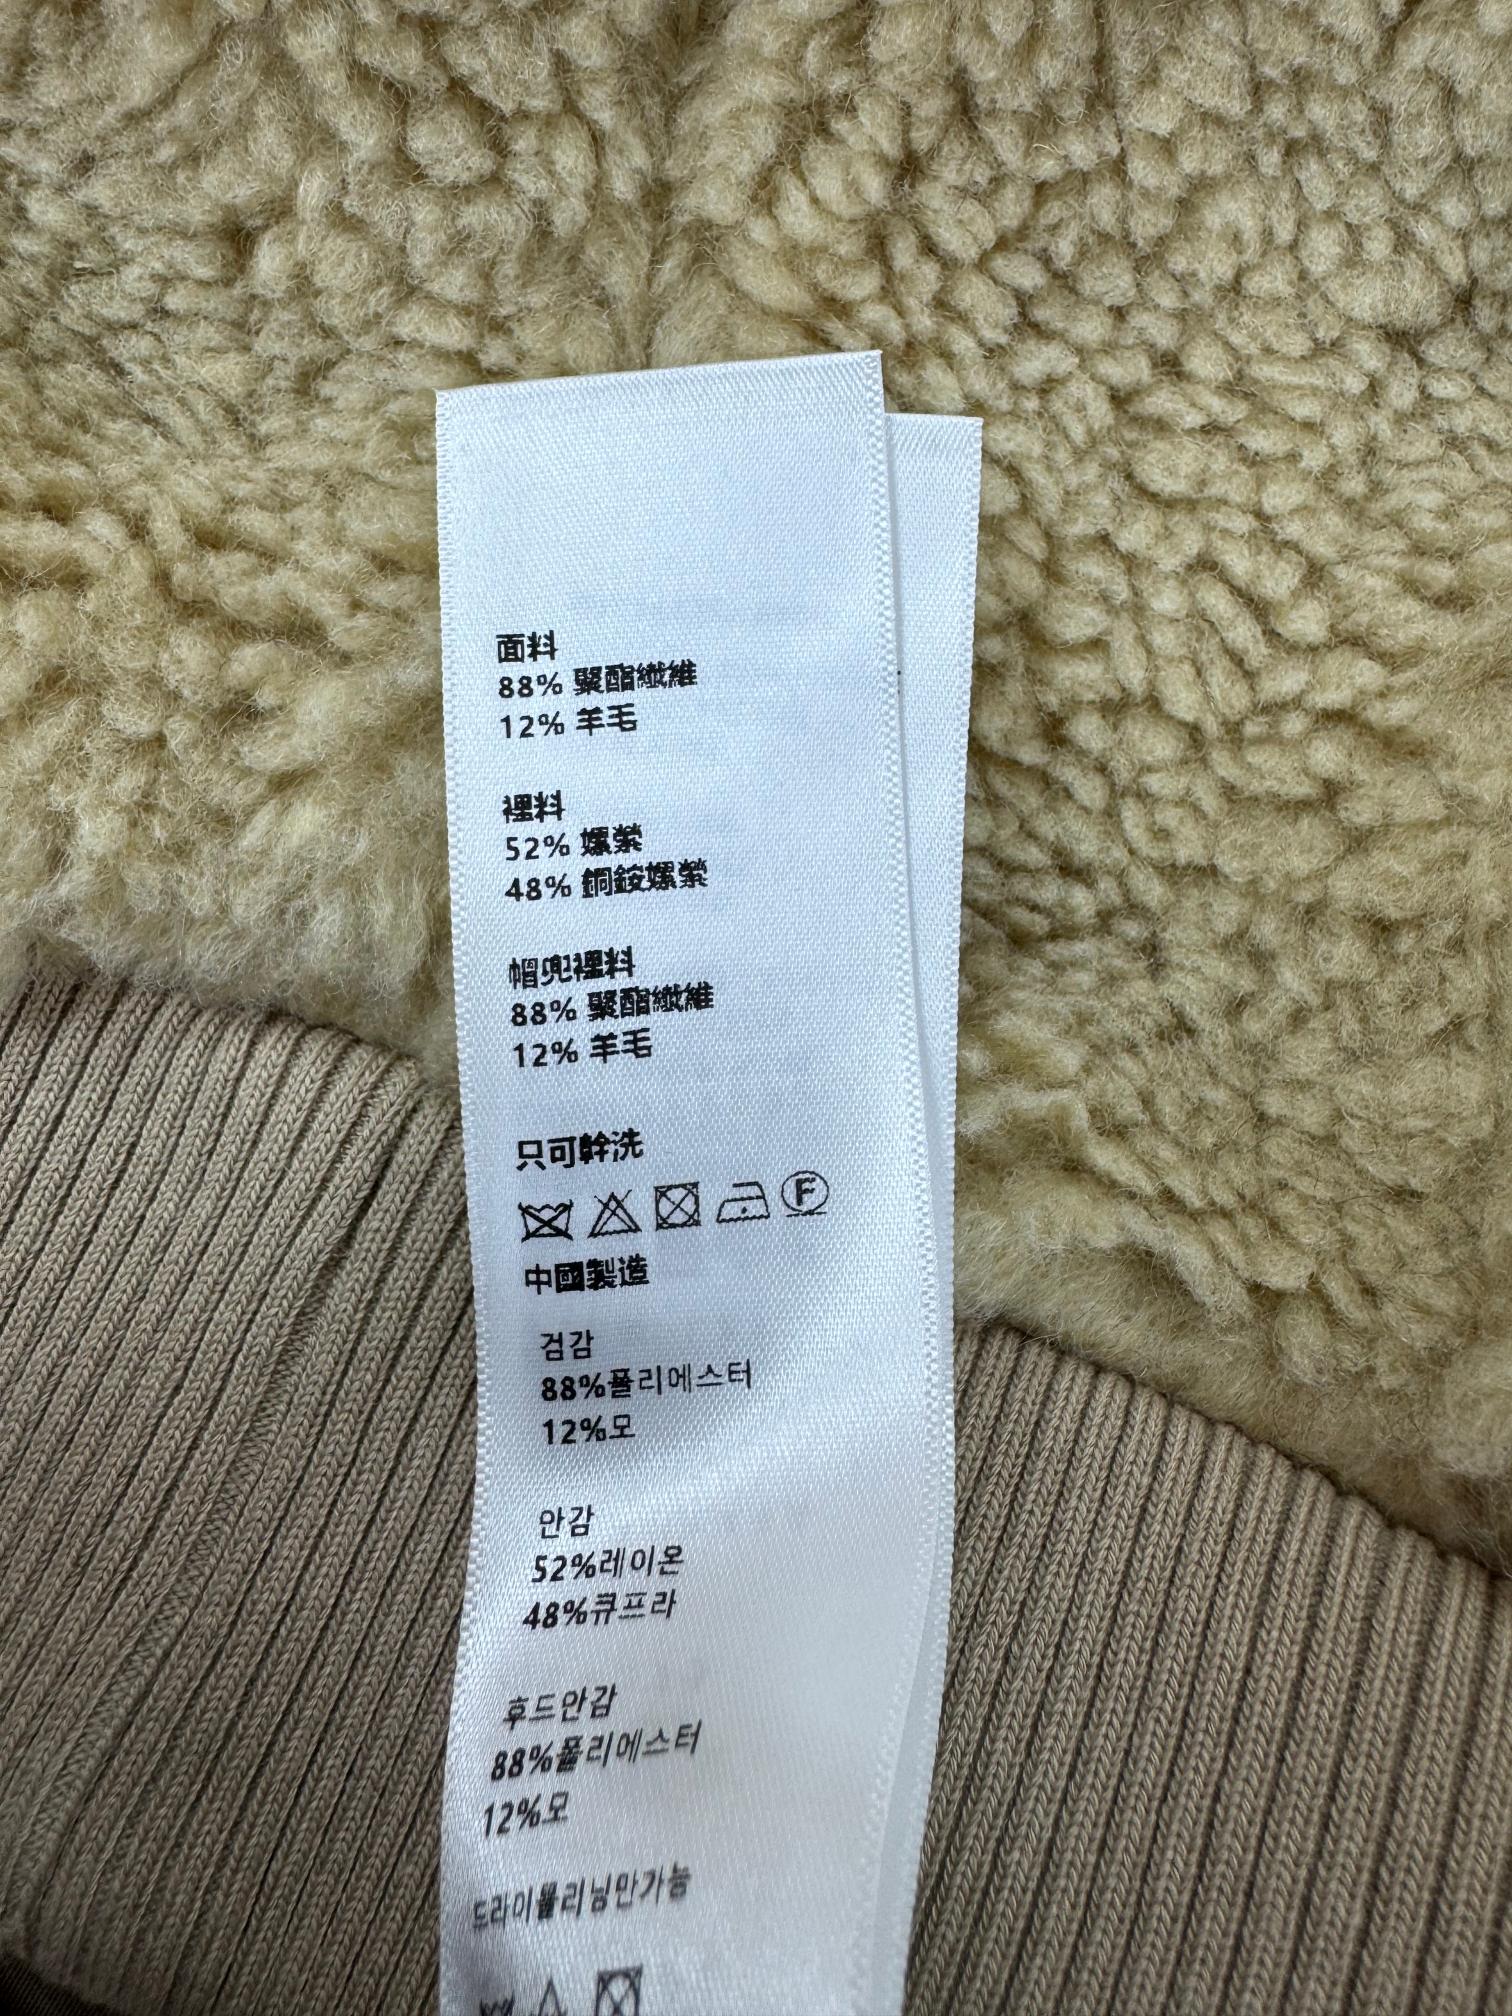 面料
88% 聚酯纖維
12% 羊毛
裡料
52% 嫘縈
48% 銅銨嫘縈
帽兜裡料
88% 聚酯纖維
12% 羊毛
只可幹洗
F
中國製造
겉감
88%폴리에스터
12%모
안감
52%레이온
48%큐프라
후드안감
88%폴리에스터
12%모
드라이클리닝만가능